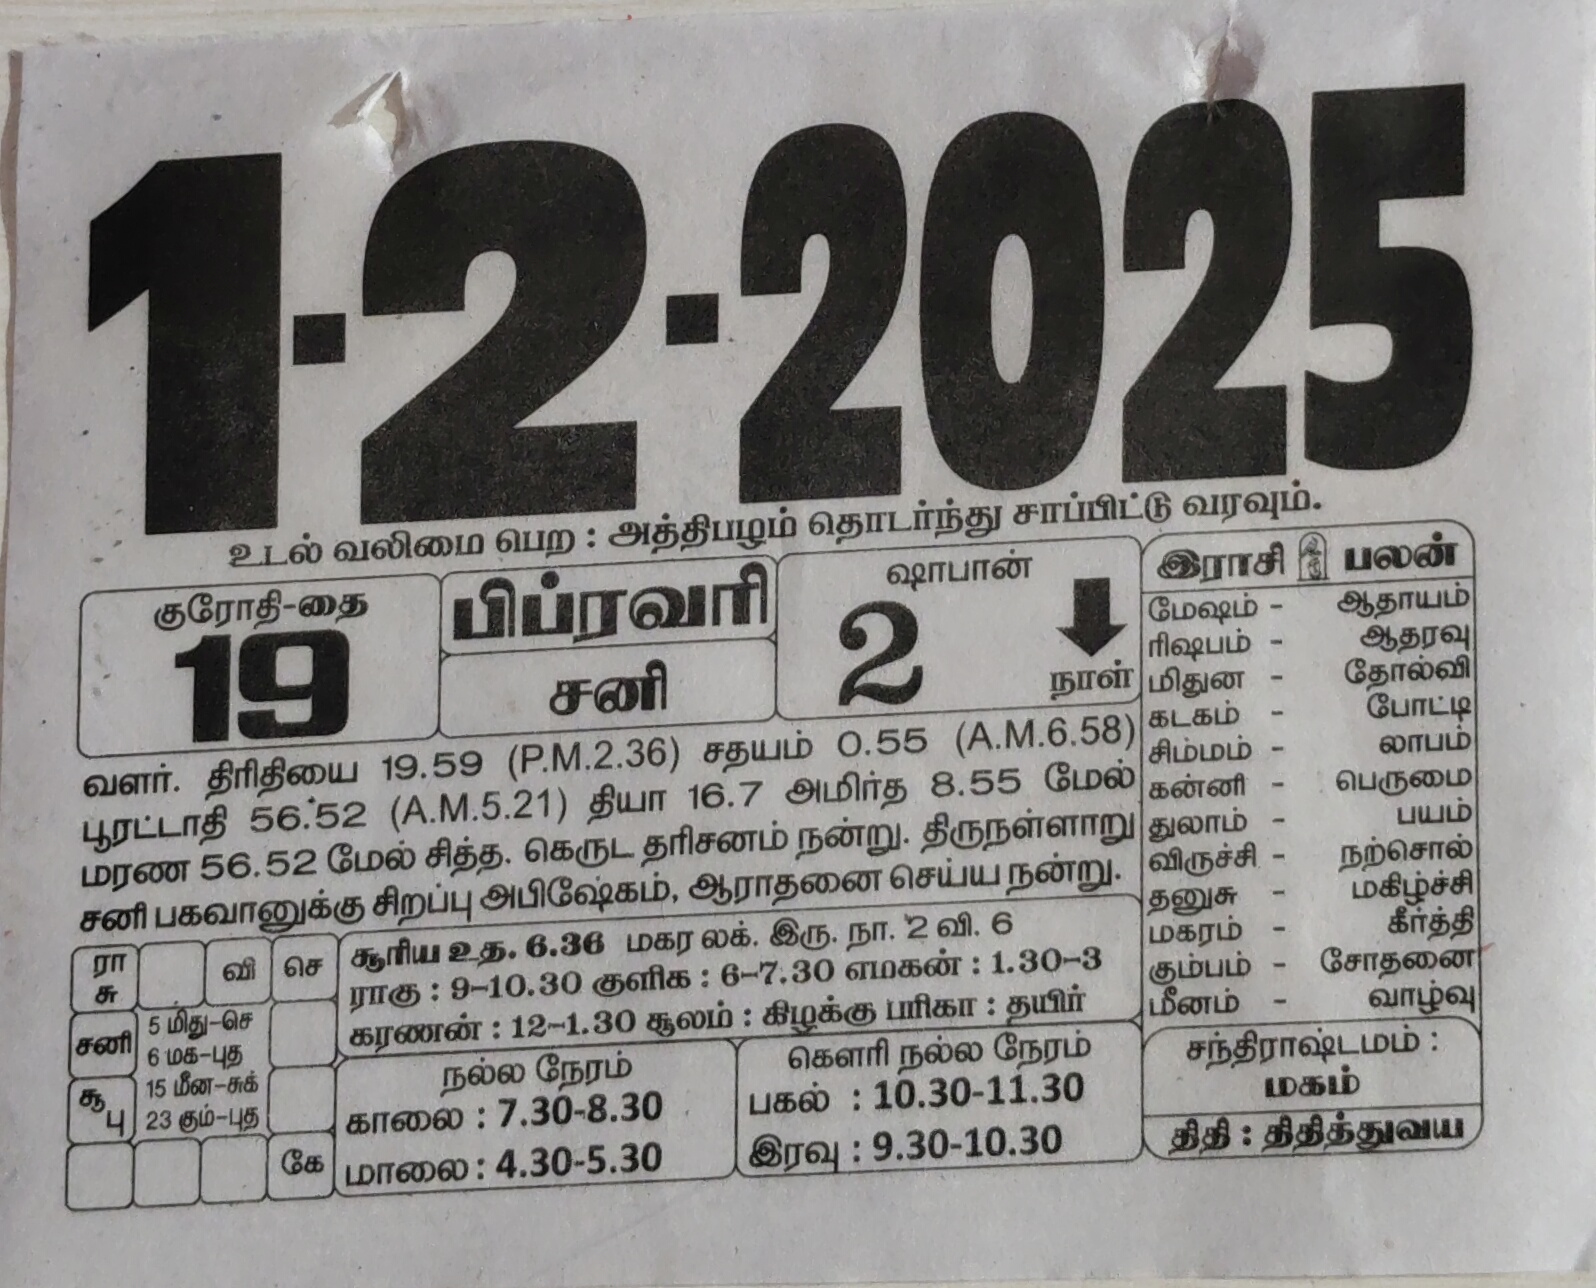 1-2-2025
உடல் வலிமை பெற : அத்திபழம் தொடர்ந்து சாப்பிட்டு வரவும்.
குரோதி-தை
19
பிப்ரவரி
சனி
ஷாபான்
2
நாள்
வளர். திரிதியை 19.59 (P.M.2.36) சதயம் 0.55 (A.M.6.58)
பூரட்டாதி 56.52 (A.M.5.21) தியா 16.7 அமிர்த 8.55 மேல்
மரண 56.52 மேல் சித்த. கெருட தரிசனம் நன்று. திருநள்ளாறு
சனி பகவானுக்கு சிறப்பு அபிஷேகம், ஆராதனை செய்ய நன்று.
இராசி பலன்
மேஷம் - ஆதாயம்
ரிஷபம் - ஆதரவு
மிதுன - தோல்வி
கடகம் - போட்டி
சிம்மம் - லாபம்
கன்னி - பெருமை
துலாம் - பயம்
விருச்சி - நற்சொல்
தனுசு - மகிழ்ச்சி
மகரம் - கீர்த்தி
கும்பம் - சோதனை
மீனம் - வாழ்வு
சந்திராஷ்டமம் :
மகம்
திதி : திதித்துவய
ரா
சு
வி
செ
சனி
5 மிது-செ
6 மக-புத
சூ
பு
15 மீன-சுக்
23 கும்-புத
கே
சூரிய உத. 6.36 மகர லக். இரு. நா. 2 வி. 6
ராகு : 9-10.30 குளிக : 6-7.30 எமகன் : 1.30-3
கரணன் : 12-1.30 சூலம் : கிழக்கு பரிகா : தயிர்
நல்ல நேரம்
காலை : 7.30-8.30
மாலை : 4.30-5.30
கௌரி நல்ல நேரம்
பகல் : 10.30-11.30
இரவு : 9.30-10.30